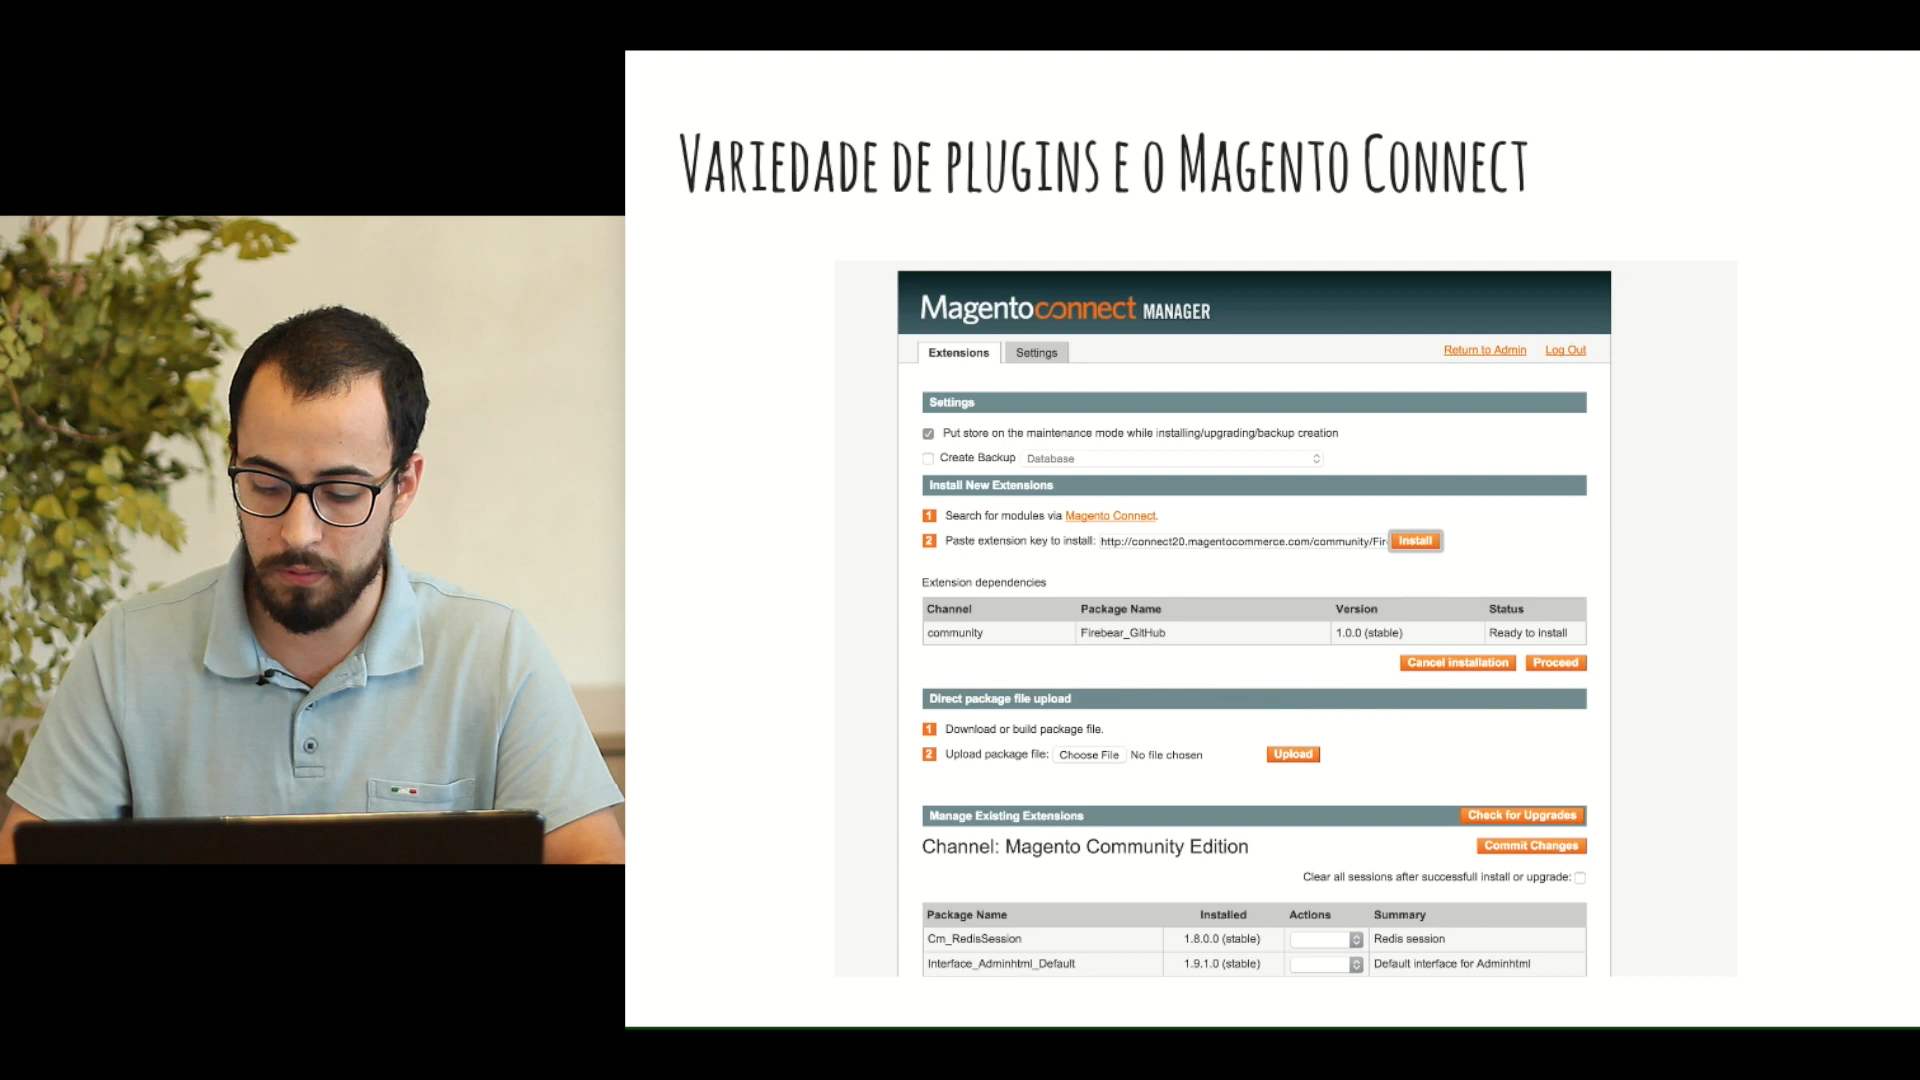 VARIEDADE DE PLUGINS E O MAGENTO CONNECT
Magentoconnect MANAGER
Extensions Settings Return to Admin Log Out
Settings
Put store on the maintenance mode while installing/upgrading/backup creation
Create Backup Database
Install New Extensions
1 Search for modules via Magento Connect.
2 Paste extension key to install: http://connect20.magentocommerce.com/community/Fir Install
Extension dependencies
Channel Package Name Version Status
community Firebear_GitHub 1.0.0 (stable) Ready to install
Cancel installation Proceed
Direct package file upload
1 Download or build package file.
2 Upload package file: Choose File No file chosen Upload
Manage Existing Extensions Check for Upgrades
Channel: Magento Community Edition Commit Changes
Clear all sessions after successfull install or upgrade:
Package Name Installed Actions Summary
Cm_RedisSession 1.8.0.0 (stable) Redis session
Interface_Adminhtml_Default 1.9.1.0 (stable) Default interface for Adminhtml